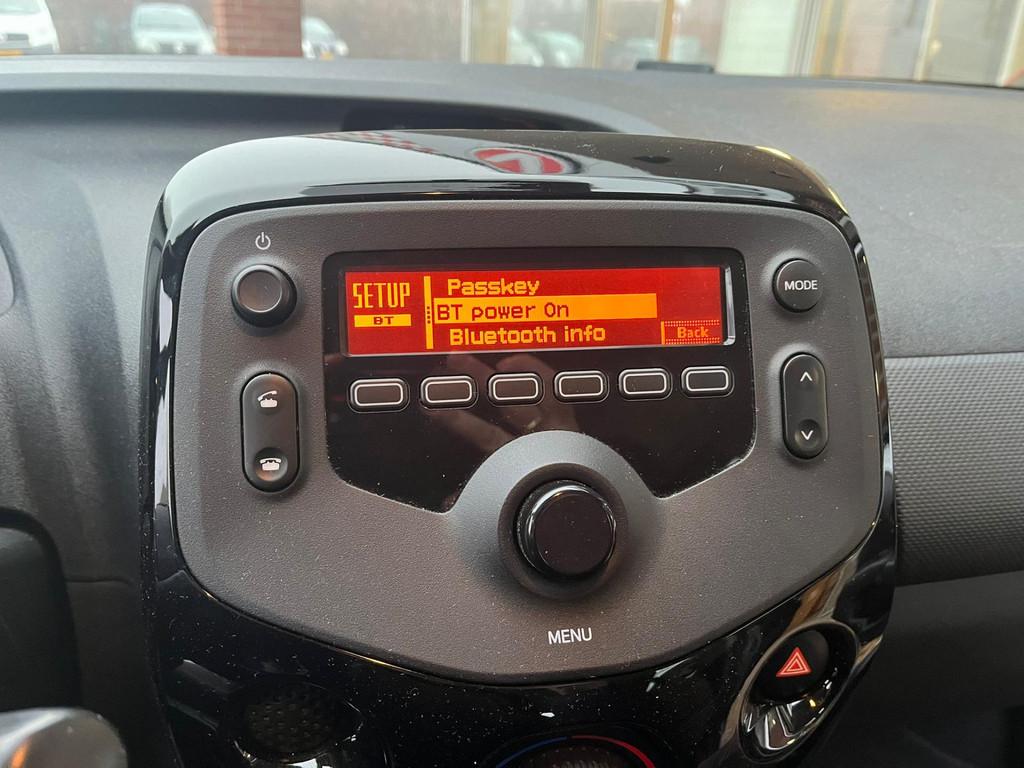 SETUP
BT
Passkey
BT power On
Bluetooth info
Back
MODE
MENU